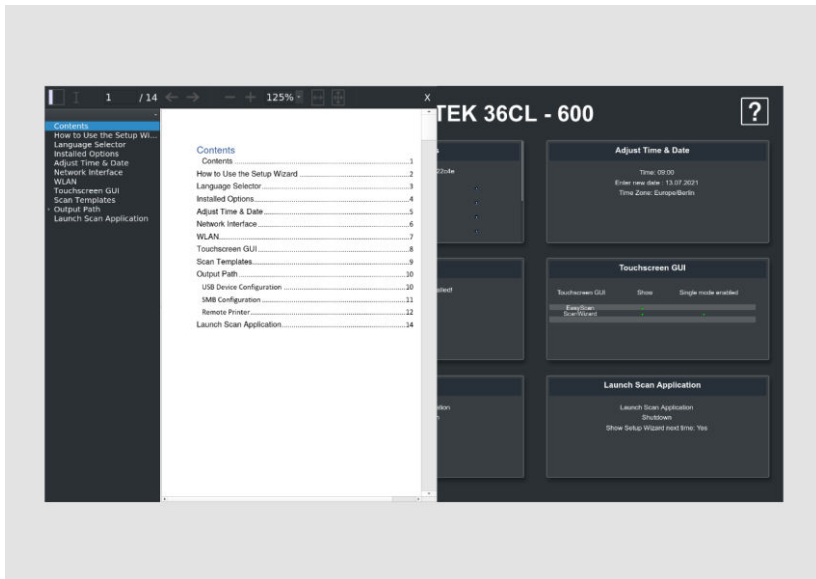 1 / 14 125% X
Contents
How to Use the Setup Wi...
Language Selector
Installed Options
Adjust Time & Date
Network Interface
WLAN
Touchscreen GUI
Scan Templates
Output Path
Launch Scan Application
Contents
Contents ........ 1
How to Use the Setup Wizard ........ 2
Language Selector ........ 3
Installed Options ........ 4
Adjust Time & Date ........ 5
Network Interface ........ 6
WLAN ........ 7
Touchscreen GUI ........ 8
Scan Templates ........ 9
Output Path ........ 10
USB Device Configuration ........ 10
SMB Configuration ........ 11
Remote Printer ........ 12
Launch Scan Application ........ 14
TEK 36CL - 600
?
Adjust Time & Date
Time: 09:00
Enter new date : 13.07.2021
Time Zone: Europe/Berlin
Touchscreen GUI
Touchscreen GUI Show Single mode enabled
EasyScan
ScanWizard
Launch Scan Application
Launch Scan Application
Shutdown
Show Setup Wizard next time: Yes